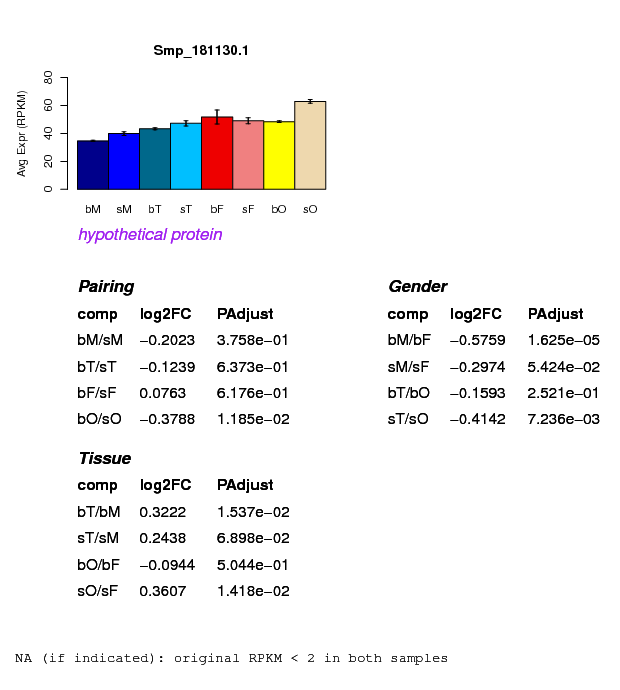 Smp_181130.1
Avg Expr (RPKM)
0 20 40 60 80
bM sM bT sT bF sF bO sO
hypothetical protein
Pairing
comp log2FC PAdjust
bM/sM −0.2023 3.758e−01
bT/sT −0.1239 6.373e−01
bF/sF 0.0763 6.176e−01
bO/sO −0.3788 1.185e−02
Gender
comp log2FC PAdjust
bM/bF −0.5759 1.625e−05
sM/sF −0.2974 5.424e−02
bT/bO −0.1593 2.521e−01
sT/sO −0.4142 7.236e−03
Tissue
comp log2FC PAdjust
bT/bM 0.3222 1.537e−02
sT/sM 0.2438 6.898e−02
bO/bF −0.0944 5.044e−01
sO/sF 0.3607 1.418e−02
NA (if indicated): original RPKM < 2 in both samples